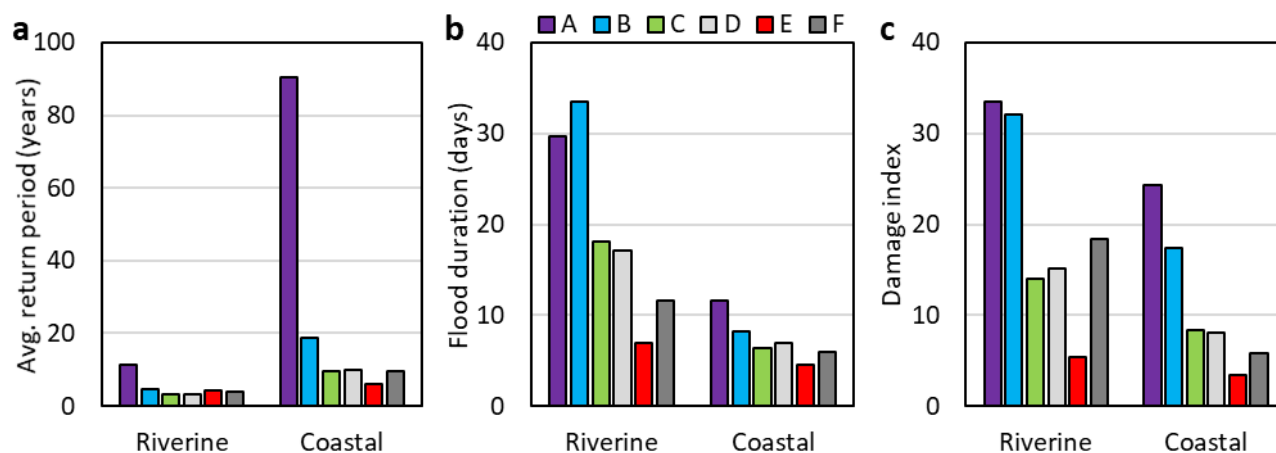 a
Avg. return period (years)
100
80
60
40
20
0
Riverine Coastal
A B C D E F
b
Flood duration (days)
40
30
20
10
0
Riverine Coastal
c
Damage index
40
30
20
10
0
Riverine Coastal